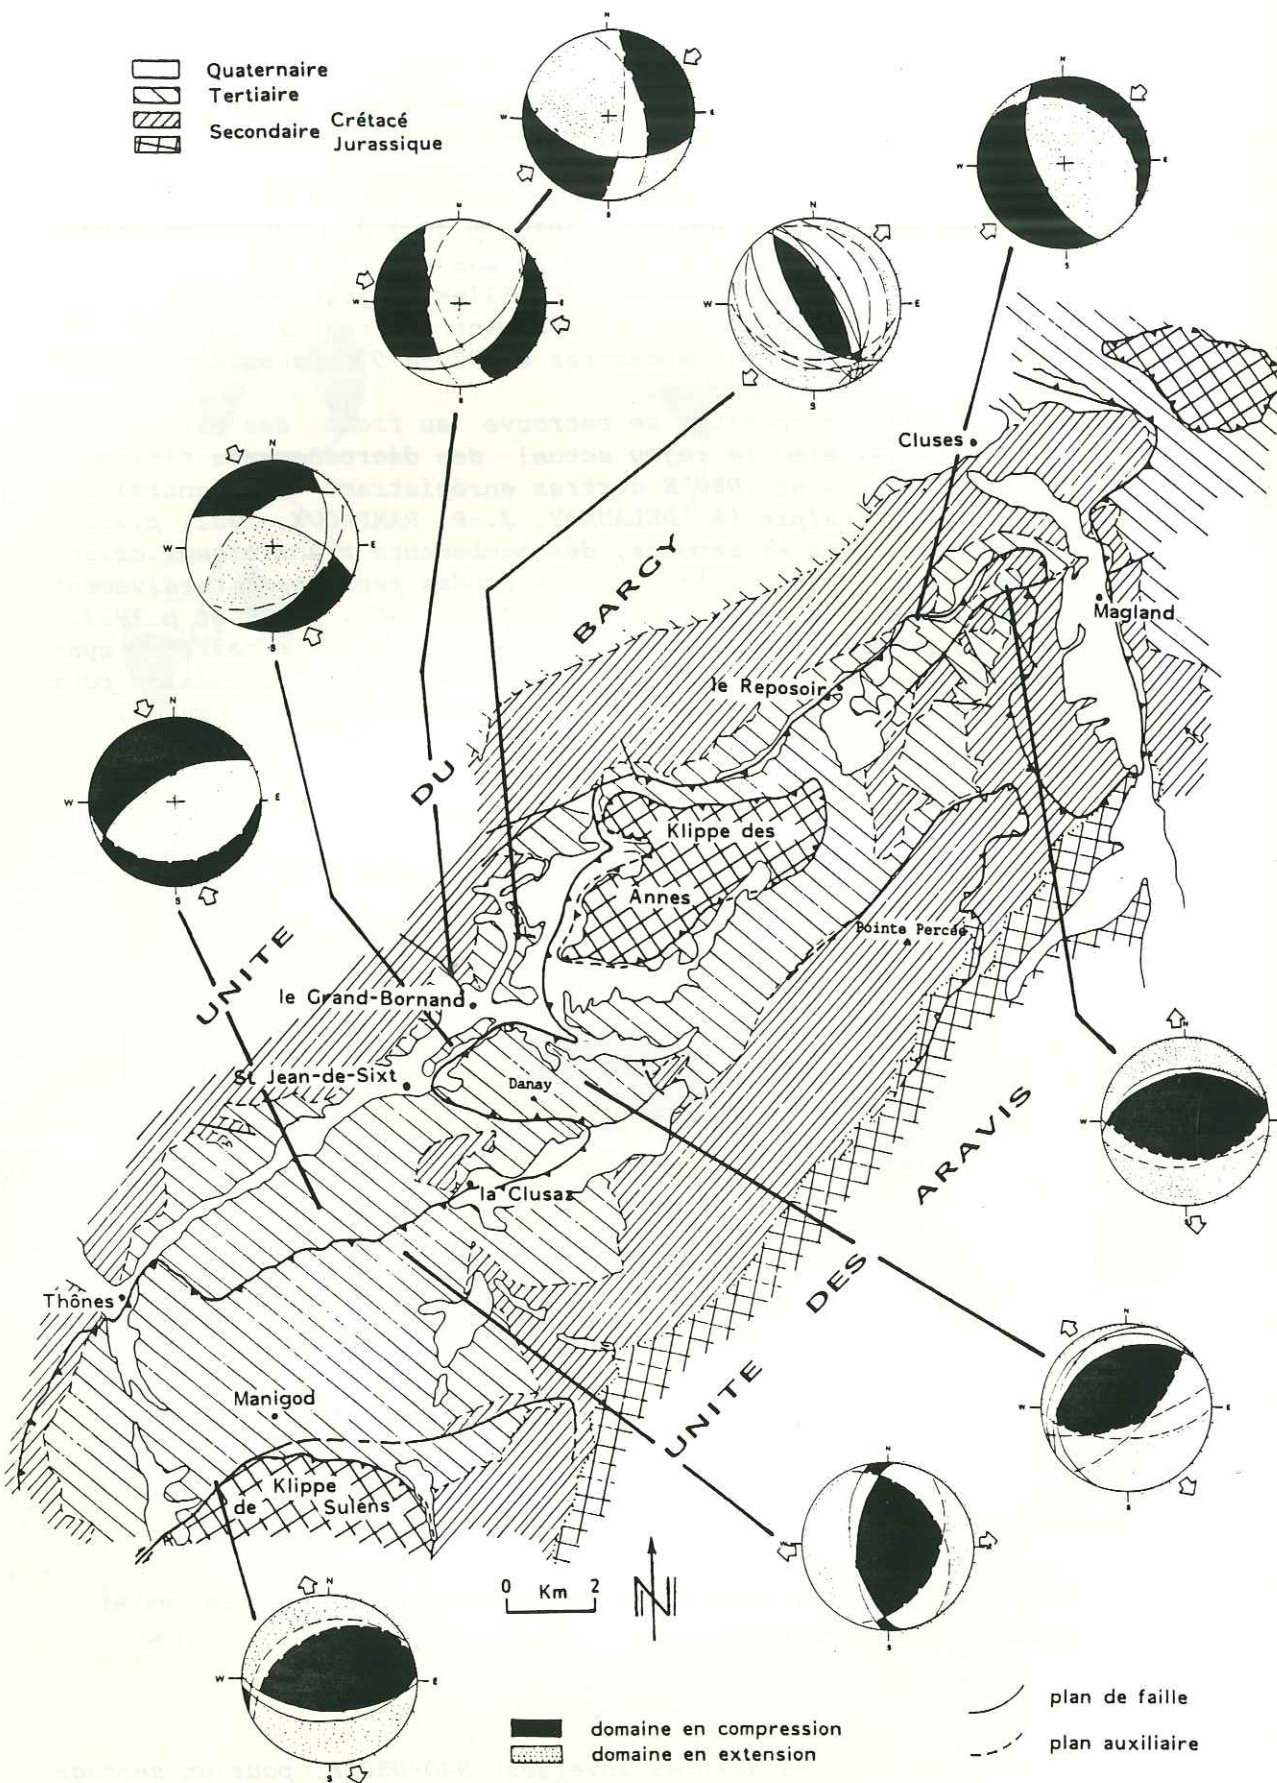 Quaternaire
Tertiaire
Secondaire Crétacé
Jurassique
N
W
E
S
N
W
E
S
N
W
E
S
N
W
E
S
N
W
E
S
N
W
E
S
Cluses
Magland
BARGY
le Reposoir
DU
Klippe des
Annes
Pointe Percée
UNITE
le Grand-Bornand
St Jean-de-Sixt
Danay
la Clusaz
ARAVIS
DES
UNITE
Thônes
Manigod
Klippe
de Sulens
N
W
E
S
N
W
E
S
N
S
N
W
E
S
0 Km 2
N
plan de faille
plan auxiliaire
domaine en compression
domaine en extension